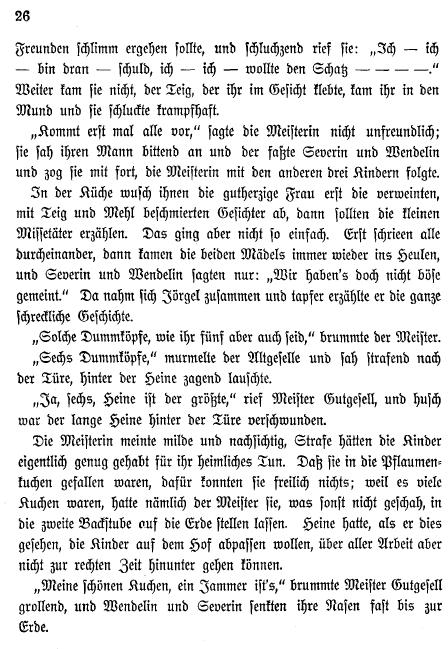 26
Freunden schlimm ergehen sollte, und schluchzend rief sie: „Ich — ich
— bin dran — schuld, ich — ich — wollte den Schatz — — — —.“
Weiter kam sie nicht, der Teig, der ihr im Gesicht klebte, kam ihr in den
Mund und sie schluckte krampfhaft.
„Kommt erst mal alle vor,“ sagte die Meisterin nicht unfreundlich;
sie sah ihren Mann bittend an und der faßte Severin und Wendelin
und zog sie mit fort, die Meisterin mit den anderen drei Kindern folgte.
In der Küche wusch ihnen die gutherzige Frau erst die verweinten,
mit Teig und Mehl beschmierten Gesichter ab, dann sollten die kleinen
Missetäter erzählen. Das ging aber nicht so einfach. Erst schrieen alle
durcheinander, dann kamen die beiden Mädels immer wieder ins Heulen,
und Severin und Wendelin sagten nur: „Wir haben's doch nicht böse
gemeint.“ Da nahm sich Jörgel zusammen und tapfer erzählte er die ganze
schreckliche Geschichte.
„Solche Dummköpfe, wie ihr fünf aber auch seid,“ brummte der Meister.
„Sechs Dummköpfe,“ murmelte der Altgeselle und sah strafend nach
der Türe, hinter der Heine zagend lauschte.
„Ja, sechs, Heine ist der größte,“ rief Meister Gutgesell, und husch
war der lange Heine hinter der Türe verschwunden.
Die Meisterin meinte milde und nachsichtig, Strafe hätten die Kinder
eigentlich genug gehabt für ihr heimliches Tun. Daß sie in die Pflaumen-
kuchen gefallen waren, dafür konnten sie freilich nichts; weil es viele
Kuchen waren, hatte nämlich der Meister sie, was sonst nicht geschah, in
die zweite Backstube auf die Erde stellen lassen. Heine hatte, als er dies
gesehen, die Kinder auf dem Hof abpassen wollen, über aller Arbeit aber
nicht zur rechten Zeit hinunter gehen können.
„Meine schönen Kuchen, ein Jammer ist's,“ brummte Meister Gutgesell
grollend, und Wendelin und Severin senkten ihre Nasen fast bis zur
Erde.